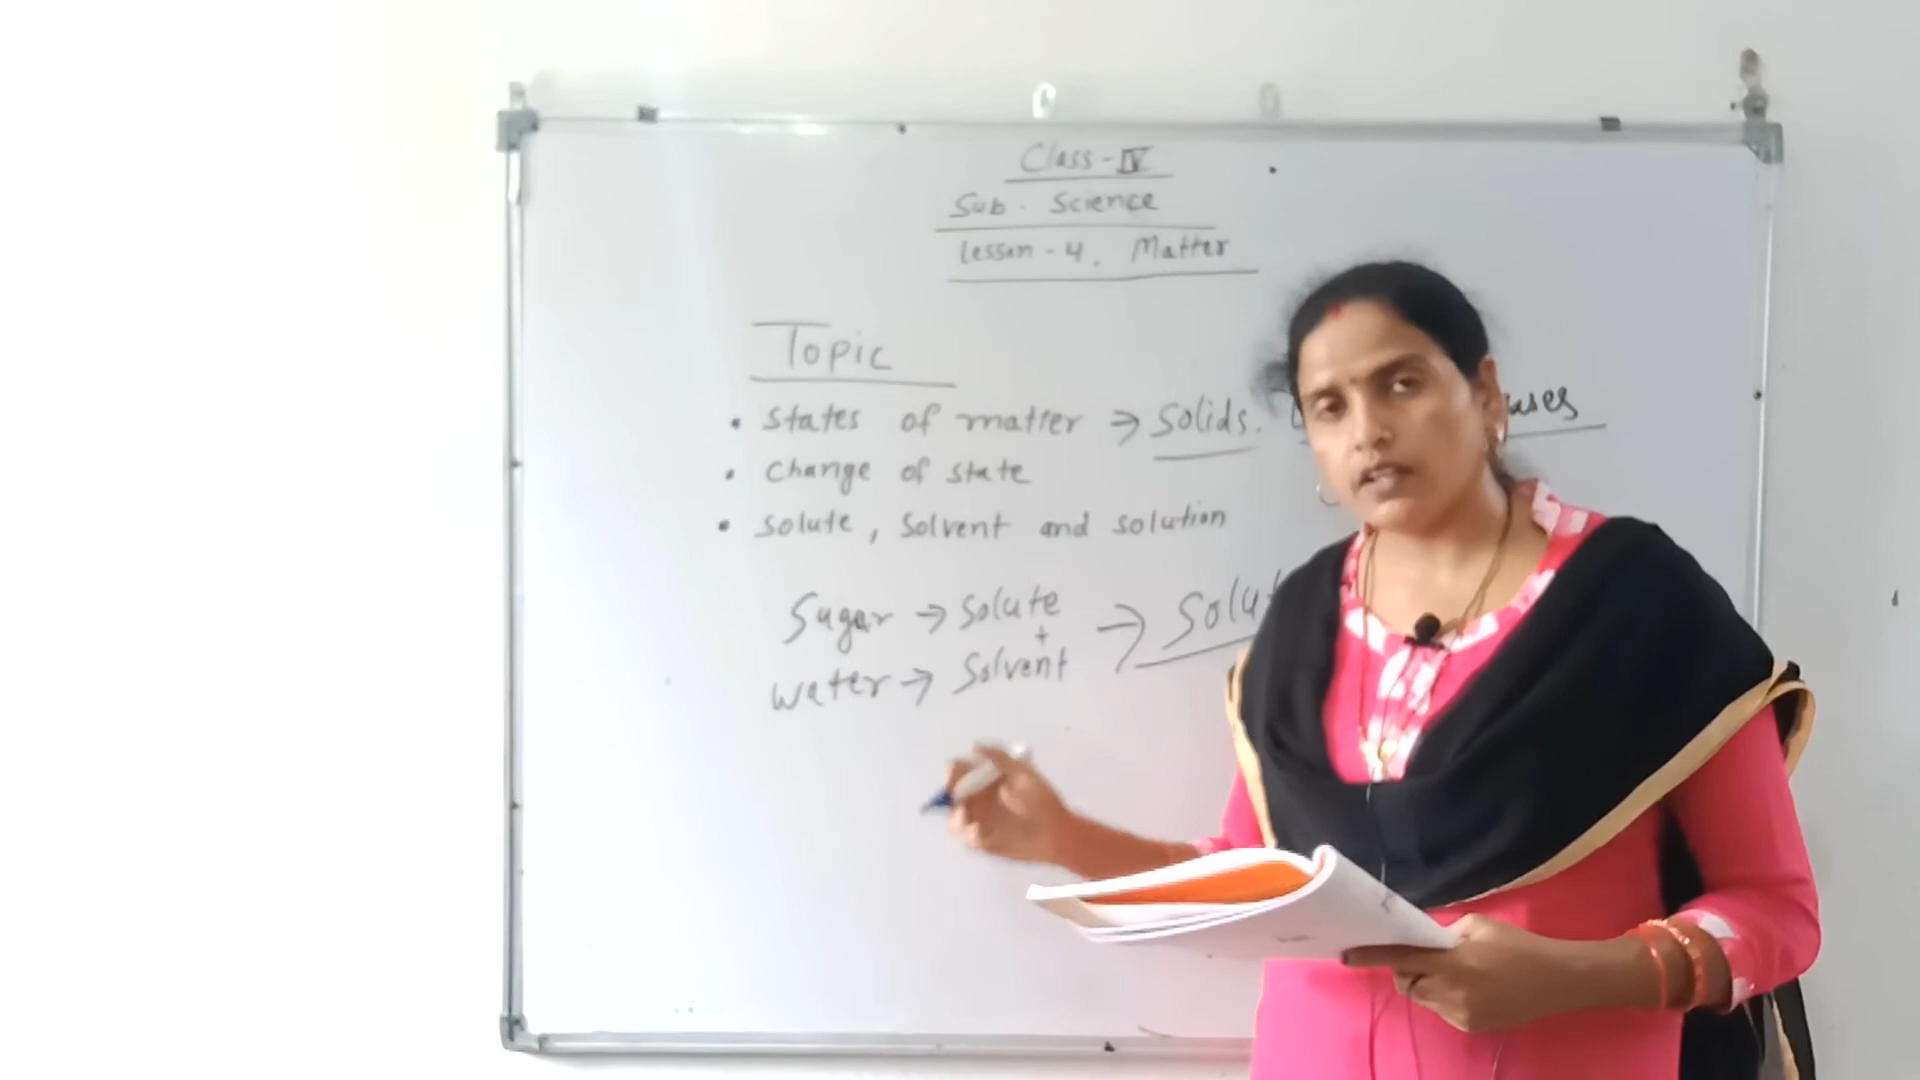 Class - IV
Sub - Science
Lesson - 4. Matter
Topic
• States of matter → Solids.
• Change of state
• Solute, Solvent and solution
Sugar → Solute
+
→
Water → Solvent